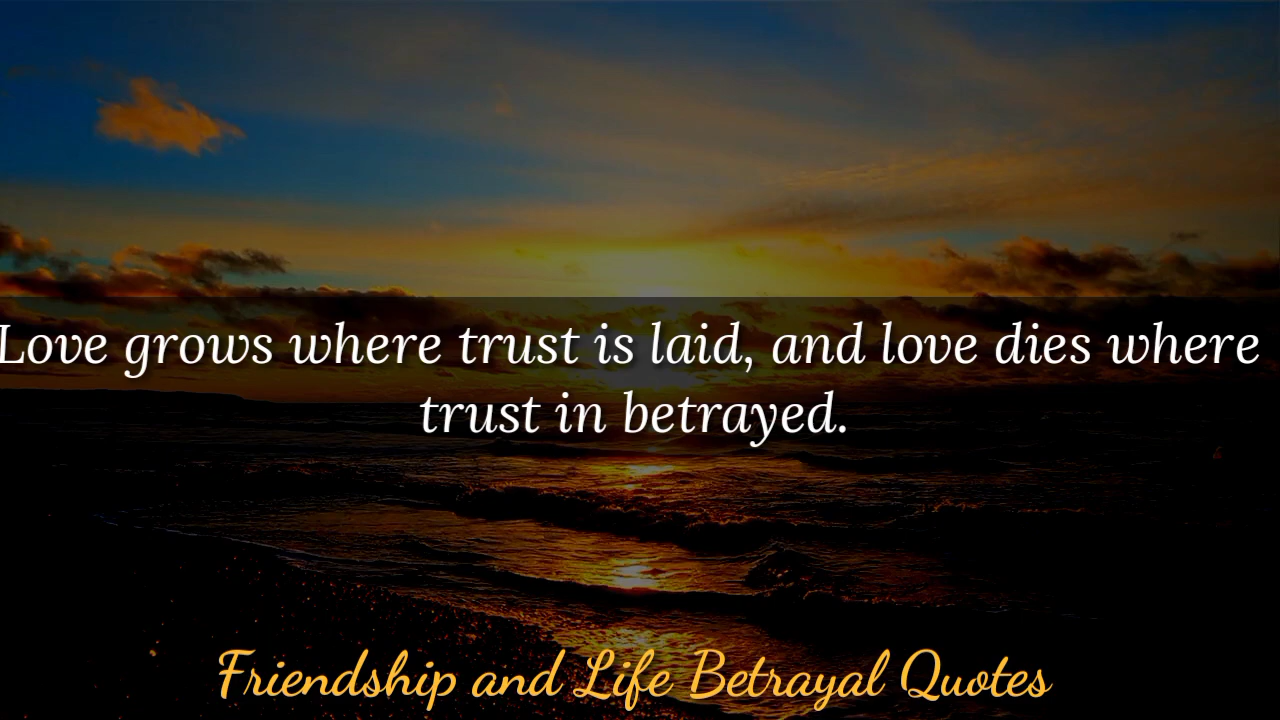 Love grows where trust is laid, and love dies where
trust in betrayed.
Friendship and Life Betrayal Quotes